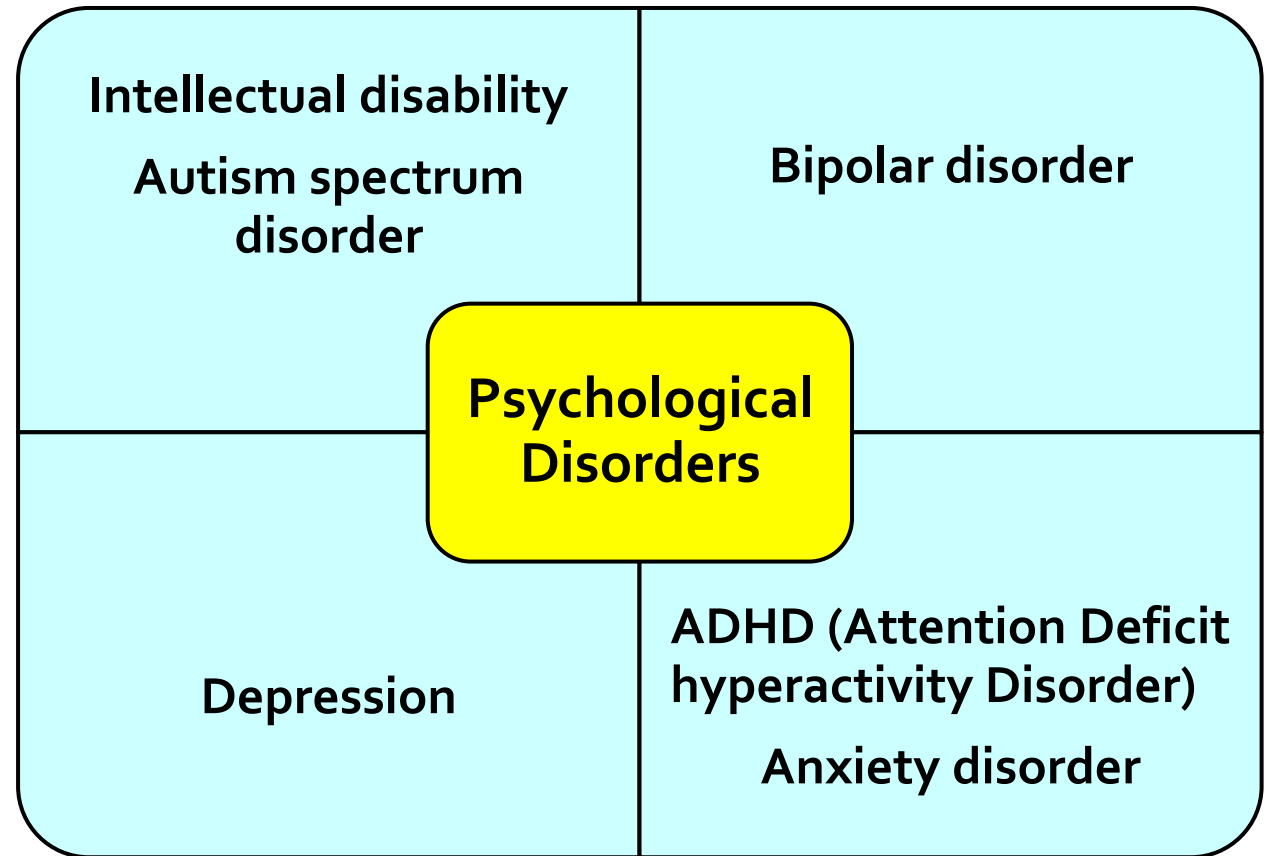 Intellectual disability
Autism spectrum
disorder
Bipolar disorder
Psychological
Disorders
Depression
ADHD (Attention Deficit
hyperactivity Disorder)
Anxiety disorder